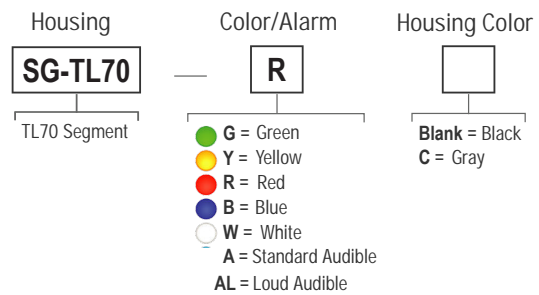 Housing Color/Alarm Housing Color
SG-TL70 — R
TL70 Segment
G = Green
Y = Yellow
R = Red
B = Blue
W = White
A = Standard Audible
AL = Loud Audible
Blank = Black
C = Gray